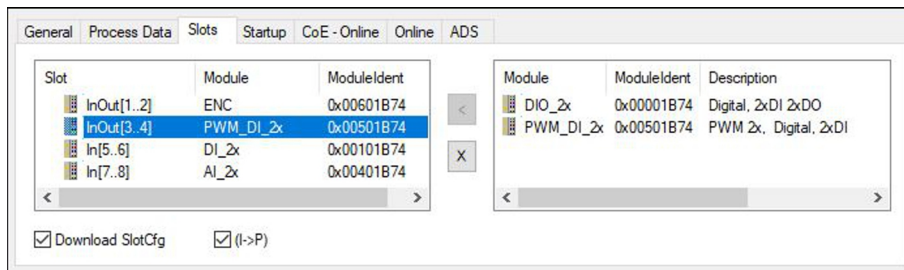 General Process Data Slots Startup CoE - Online Online ADS
Slot Module ModuleIdent
InOut[1..2] ENC 0x00601B74
InOut[3..4] PWM_DI_2x 0x00501B74
In[5..6] DI_2x 0x00101B74
In[7..8] AI_2x 0x00401B74
<
X
Module ModuleIdent Description
DIO_2x 0x00001B74 Digital, 2xDI 2xDO
PWM_DI_2x 0x00501B74 PWM 2x, Digital, 2xDI
Download SlotCfg (I->P)